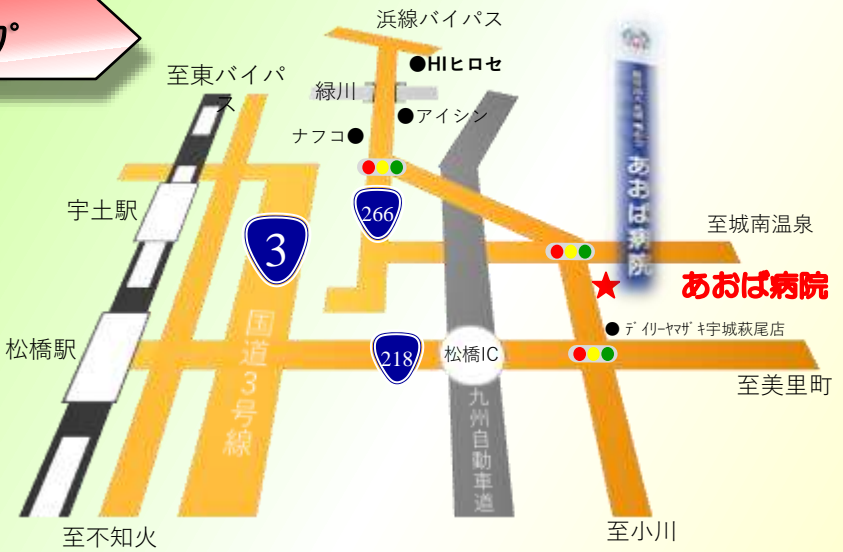 ﾌﾟ
浜線バイパス
●HIヒロセ
至東バイパ
ス
緑川
●アイシン
ナフコ●
宇土駅
266
3
あおば病院
至城南温泉
★ あおば病院
● ﾃﾞｲﾘｰﾔﾏｻﾞｷ宇城萩尾店
国道3号線
松橋駅
218
松橋IC
九州自動車道
至美里町
至不知火
至小川